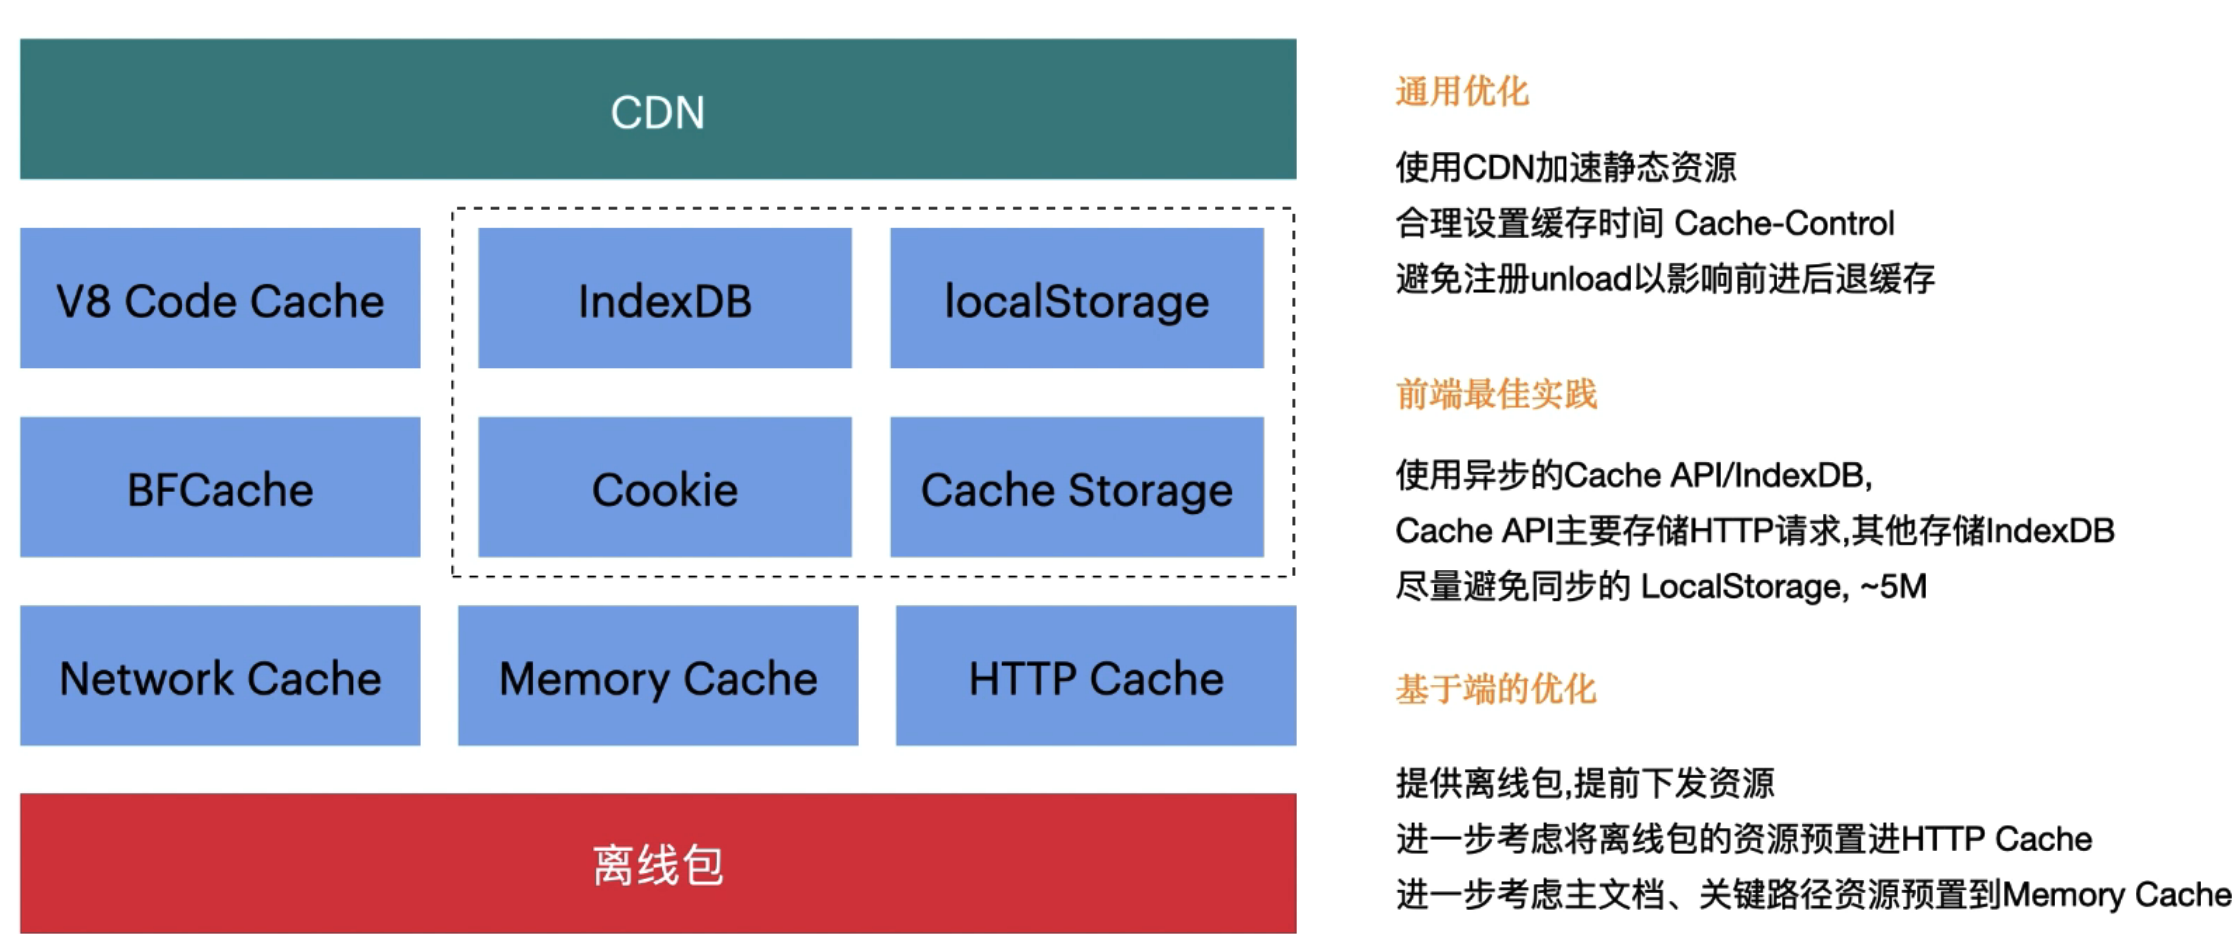 CDN
V8 Code Cache
IndexDB
localStorage
BFCache
Cookie
Cache Storage
Network Cache
Memory Cache
HTTP Cache
离线包
通用优化
使用CDN加速静态资源
合理设置缓存时间 Cache-Control
避免注册unload以影响前进后退缓存
前端最佳实践
使用异步的Cache API/IndexDB,
Cache API主要存储HTTP请求,其他存储IndexDB
尽量避免同步的 LocalStorage, ~5M
基于端的优化
提供离线包,提前下发资源
进一步考虑将离线包的资源预置进HTTP Cache
进一步考虑主文档、关键路径资源预置到Memory Cache